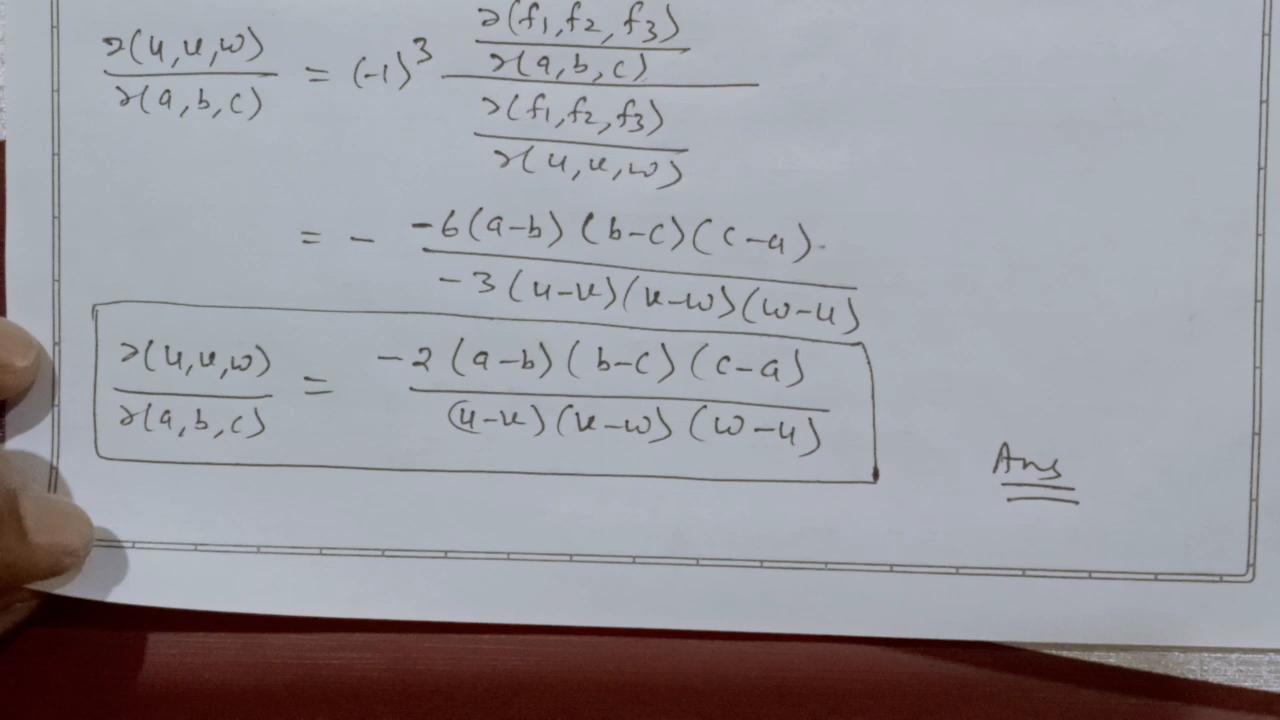 ∂(u,v,w)/∂(a,b,c) = (-1)^3 [∂(f1,f2,f3)/∂(a,b,c)] / [∂(f1,f2,f3)/∂(u,v,w)]
= - [-6(a-b)(b-c)(c-a)] / [-3(u-v)(v-w)(w-u)]
∂(u,v,w)/∂(a,b,c) = [-2(a-b)(b-c)(c-a)] / [(u-v)(v-w)(w-u)]
Ans